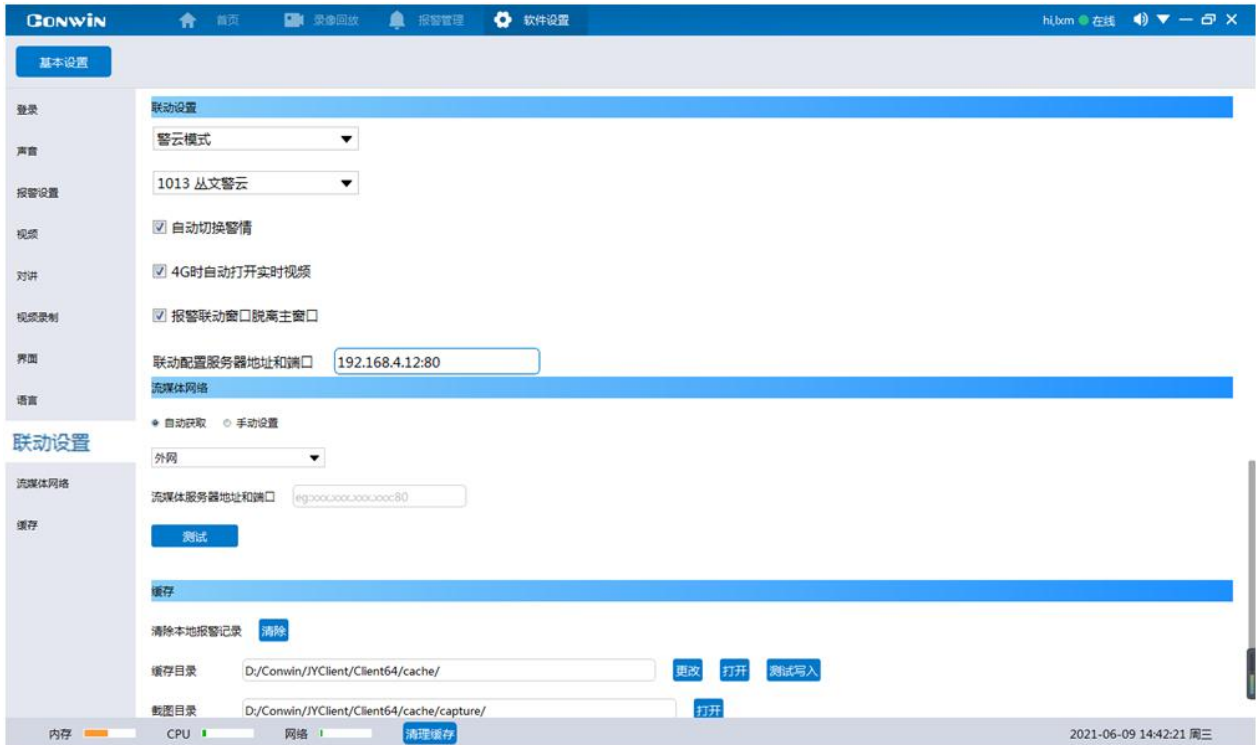 CONWIN 首页 录像回放 报警管理 软件设置 hi,lxm 在线
基本设置
登录
声音
报警设置
视频
对讲
视频录制
界面
语言
联动设置
流媒体网络
缓存
联动设置
警云模式
1013 丛文警云
自动切换警情
4G时自动打开实时视频
报警联动窗口脱离主窗口
联动配置服务器地址和端口 192.168.4.12:80
流媒体网络
自动获取 手动设置
外网
流媒体服务器地址和端口 eg:xxx.xxx.xxx.xxx:80
测试
缓存
清除本地报警记录 清除
缓存目录 D:/Conwin/JYClient/Client64/cache/ 更改 打开 测试写入
截图目录 D:/Conwin/JYClient/Client64/cache/capture/ 打开
内存 CPU 网络 清理缓存 2021-06-09 14:42:21 周三